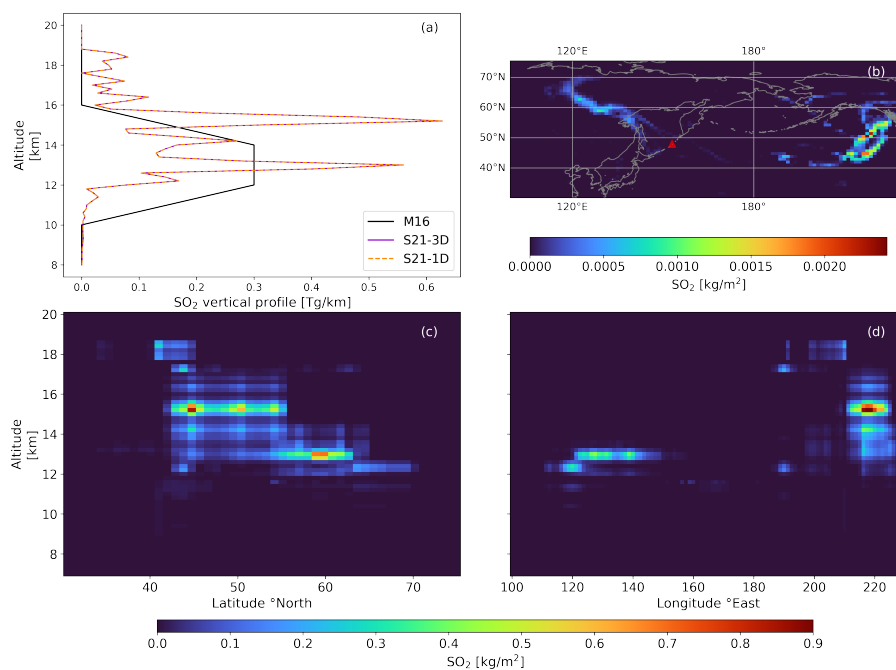 (a)
20
18
16
14
12
10
8
Altitude
[km]
0.0 0.1 0.2 0.3 0.4 0.5 0.6
SO₂ vertical profile [Tg/km]
M16
S21-3D
S21-1D
120°E 180°
(b)
70°N
60°N
50°N
40°N
120°E 180°
0.0000 0.0005 0.0010 0.0015 0.0020
SO₂ [kg/m²]
(c)
20
18
16
14
12
10
8
Altitude
[km]
40 50 60 70
Latitude °North
(d)
100 120 140 160 180 200 220
Longitude °East
0.0 0.1 0.2 0.3 0.4 0.5 0.6 0.7 0.8 0.9
SO₂ [kg/m²]